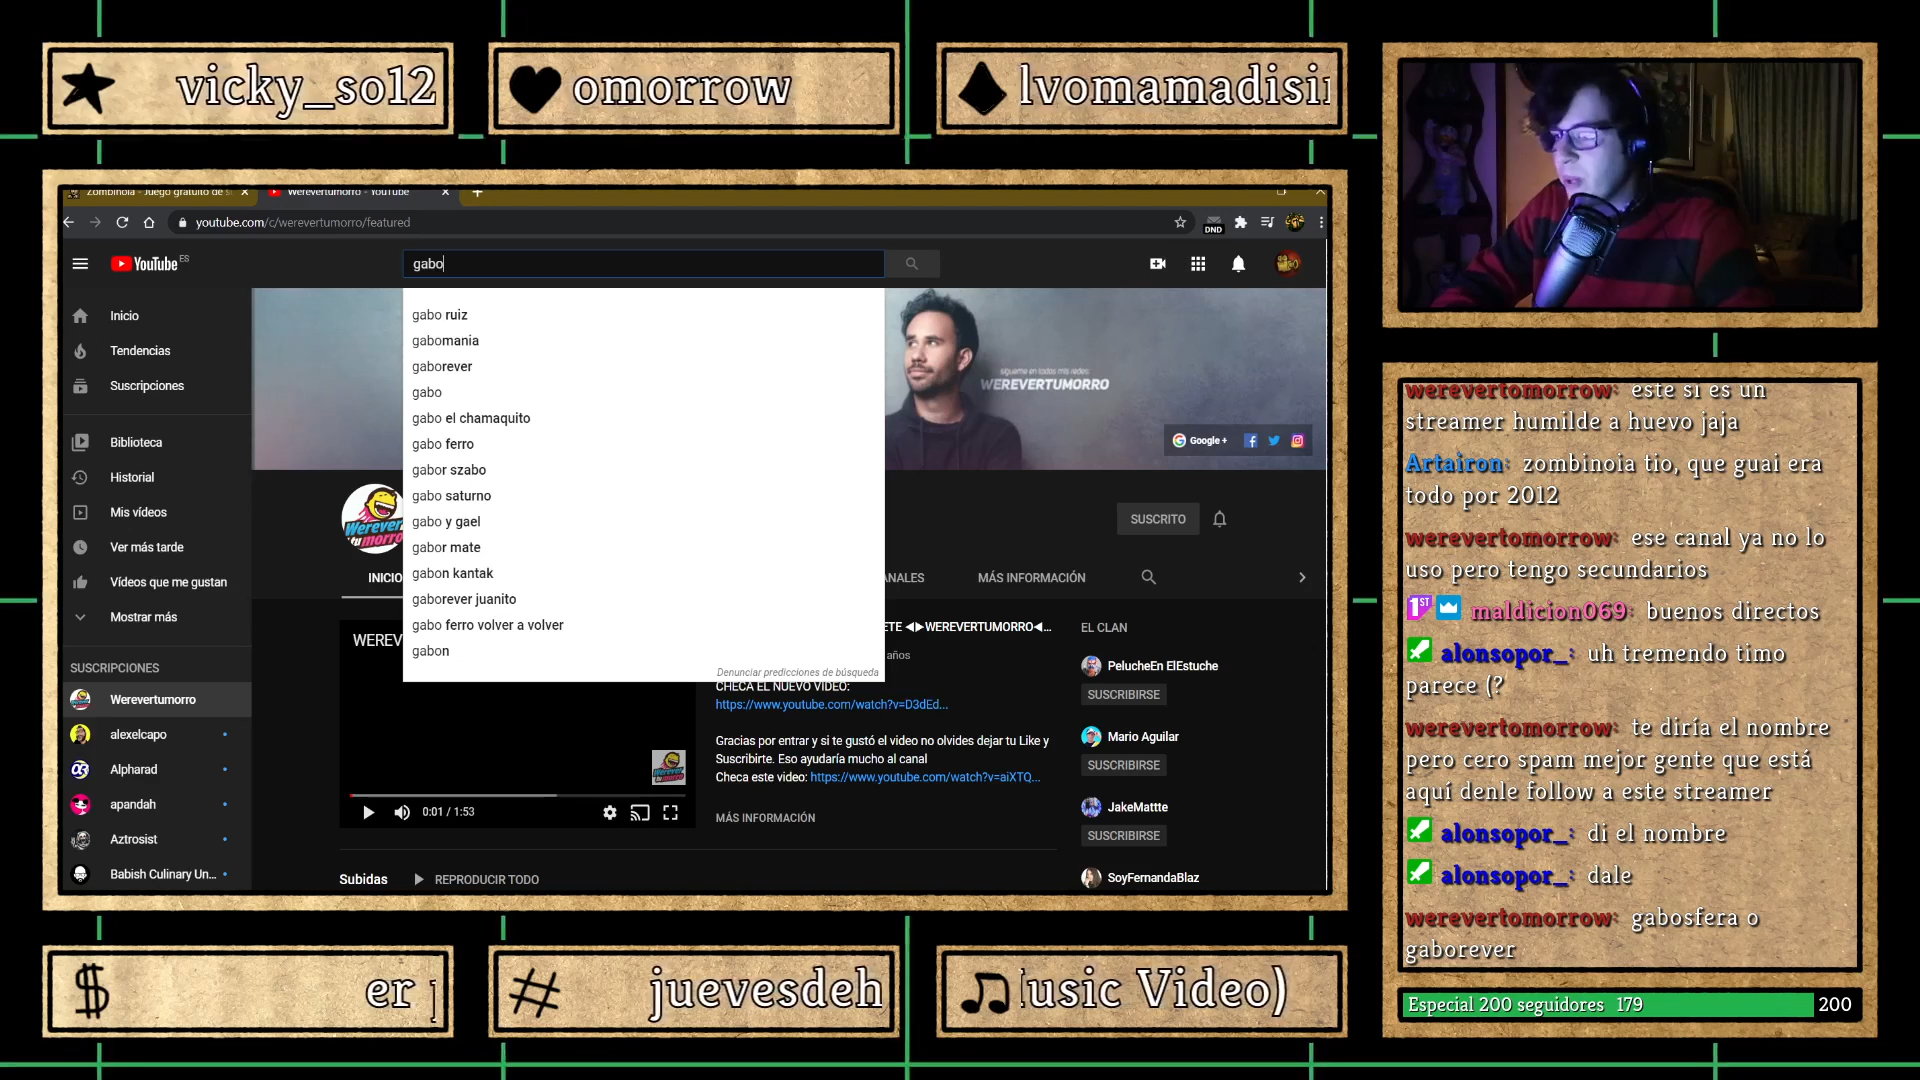 vicky_so12
omorrow
lvomamadisi
Zombinoia - Juego gratuito de s
Werevertumorro - YouTube
youtube.com/c/werevertumorro/featured
DND
YouTube ES
gabo
Inicio
Tendencias
Suscripciones
Biblioteca
Historial
Mis vídeos
Ver más tarde
Vídeos que me gustan
Mostrar más
SUSCRIPCIONES
Werevertumorro
alexelcapo
Alpharad
apandah
Aztrosist
Babish Culinary Un...
gabo ruiz
gabomania
gaborever
gabo
gabo el chamaquito
gabo ferro
gabor szabo
gabo saturno
gabo y gael
gabor mate
gabon kantak
gaborever juanito
gabo ferro volver a volver
gabon
Denunciar predicciones de búsqueda
sígueme en todas mis redes:
WEREVERTUMORRO
Google +
Werever
tu morro
SUSCRITO
INICIO
ANALES
MÁS INFORMACIÓN
WEREV
0:01 / 1:53
ETE ◀▶WEREVERTUMORRO◀...
años
CHECA EL NUEVO VIDEO:
https://www.youtube.com/watch?v=D3dEd...
Gracias por entrar y si te gustó el video no olvides dejar tu Like y
Suscribirte. Eso ayudaría mucho al canal
Checa este video: https://www.youtube.com/watch?v=aiXTQ...
MÁS INFORMACIÓN
Subidas
REPRODUCIR TODO
EL CLAN
PelucheEn ElEstuche
SUSCRIBIRSE
Mario Aguilar
SUSCRIBIRSE
JakeMattte
SUSCRIBIRSE
SoyFernandaBlaz
werevertomorrow: este si es un
streamer humilde a huevo jaja
Artairon: zombinoia tio, que guai era
todo por 2012
werevertomorrow: ese canal ya no lo
uso pero tengo secundarios
1ST maldicion069: buenos directos
alonsopor_: uh tremendo timo
parece (?
werevertomorrow: te diría el nombre
pero cero spam mejor gente que está
aquí denle follow a este streamer
alonsopor_: di el nombre
alonsopor_: dale
werevertomorrow: gabosfera o
gaborever
Especial 200 seguidores 179
200
$
er
#
juevesdeh
usic Video)